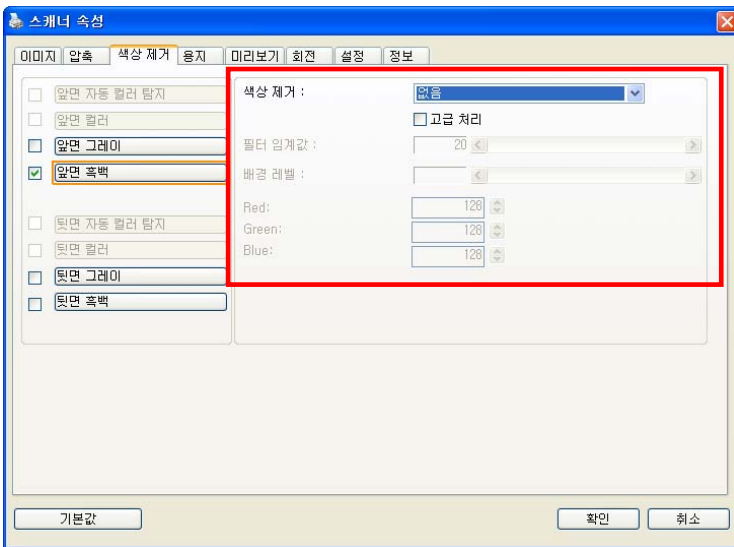 스캐너 속성
이미지 압축 색상 제거 용지 미리보기 회전 설정 정보
앞면 자동 컬러 탐지
앞면 컬러
앞면 그레이
앞면 흑백
뒷면 자동 컬러 탐지
뒷면 컬러
뒷면 그레이
뒷면 흑백
색상 제거 : 없음
고급 처리
필터 임계값 : 20
배경 레벨 :
Red: 128
Green: 128
Blue: 128
기본값 확인 취소